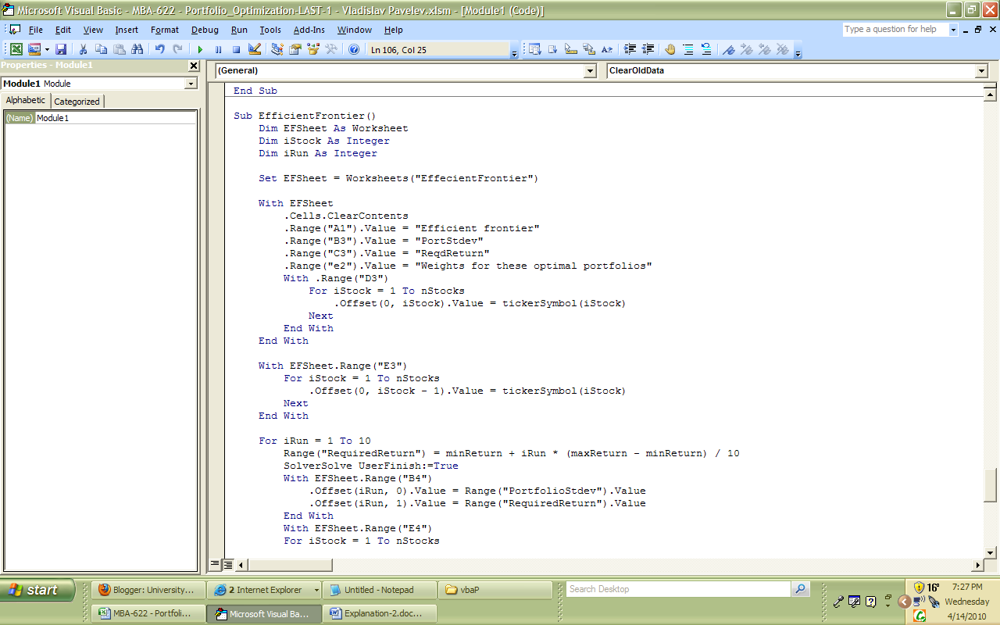 Microsoft Visual Basic - MBA-622 - Portfolio_Optimization-LAST-1 - Vladislav Pavelev.xlsm - [Module1 (Code)]
File Edit View Insert Format Debug Run Tools Add-Ins Window Help
Type a question for help
Ln 106, Col 25
Properties - Module1
Module1 Module
Alphabetic Categorized
(Name) Module1
(General)
ClearOldData
End Sub
Sub EfficientFrontier()
Dim EFSheet As Worksheet
Dim iStock As Integer
Dim iRun As Integer
Set EFSheet = Worksheets("EffecientFrontier")
With EFSheet
.Cells.ClearContents
.Range("A1").Value = "Efficient frontier"
.Range("B3").Value = "PortStdev"
.Range("C3").Value = "ReqdReturn"
.Range("e2").Value = "Weights for these optimal portfolios"
With .Range("D3")
For iStock = 1 To nStocks
.Offset(0, iStock).Value = tickerSymbol(iStock)
Next
End With
End With
With EFSheet.Range("E3")
For iStock = 1 To nStocks
.Offset(0, iStock - 1).Value = tickerSymbol(iStock)
Next
End With
For iRun = 1 To 10
Range("RequiredReturn") = minReturn + iRun * (maxReturn - minReturn) / 10
SolverSolve UserFinish:=True
With EFSheet.Range("B4")
.Offset(iRun, 0).Value = Range("PortfolioStdev").Value
.Offset(iRun, 1).Value = Range("RequiredReturn").Value
End With
With EFSheet.Range("E4")
For iStock = 1 To nStocks
start
Blogger: University...
2 Internet Explorer
Untitled - Notepad
vbaP
Search Desktop
16°
7:27 PM
MBA-622 - Portfoli...
Microsoft Visual Ba...
Explanation-2.doc...
Wednesday
4/14/2010